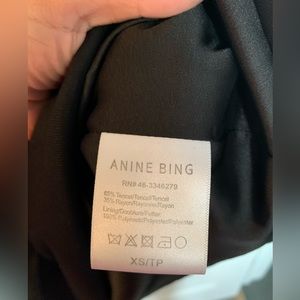 ANINE BING
RN# 46-3346279
65% Tencel/Tencel/Tencel
35% Rayon/Rayonne/Rayon
Lining/Doublure/Futter:
100% Polyester/Polyester/Polyester
XS/TP